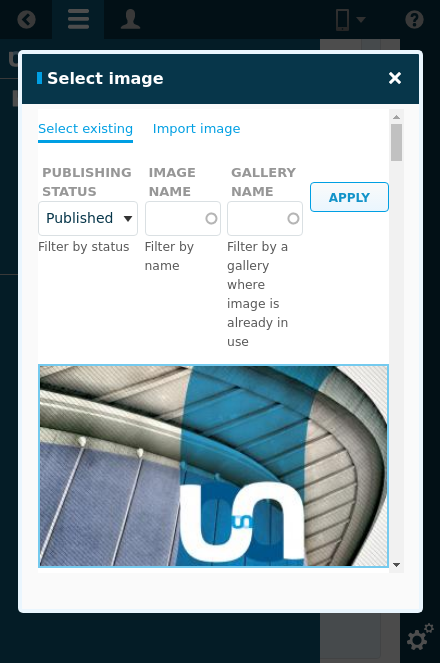 Select image
Select existing
Import image
PUBLISHING
STATUS
IMAGE
NAME
GALLERY
NAME
Published
APPLY
Filter by status
Filter by
name
Filter by a
gallery
where
image is
already in
use